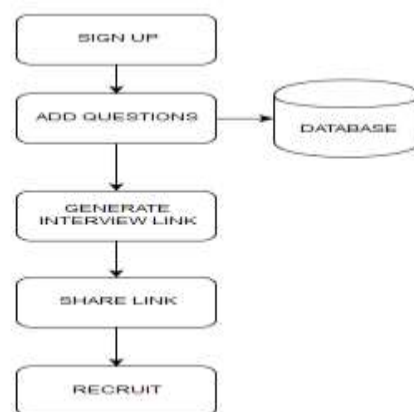 SIGN UP
ADD QUESTIONS
DATABASE
GENERATE
INTERVIEW LINK
SHARE LINK
RECRUIT